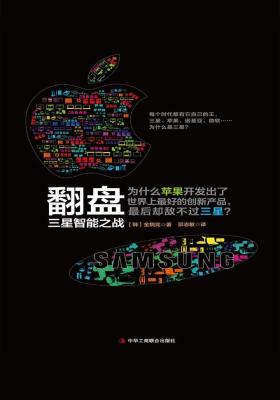 每个时代都有它自己的王。
三星、苹果、诺基亚、微软……
为什么是三星？
翻盘
三星智能之战
为什么苹果开发出了
世界上最好的创新产品，
最后却敌不过三星？
［韩］金炳完◎著
SAMSUNG
中华工商联合出版社